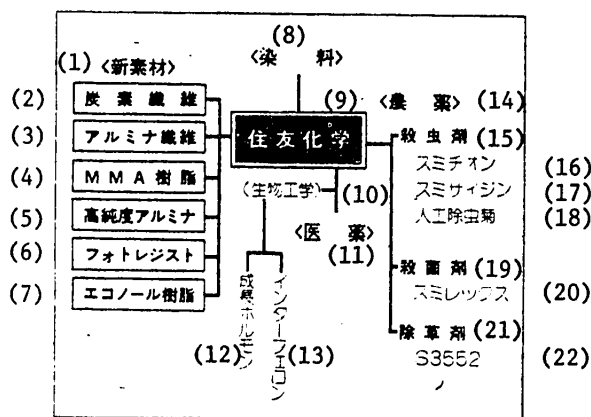 (8)
〈染 料〉
(1) 〈新素材〉
(2) 炭素繊維
(3) アルミナ繊維
(4) MMA樹脂
(5) 高純度アルミナ
(6) フォトレジスト
(7) エコノール樹脂
(9)
住友化学
(生物工学) (10)
〈医 薬〉
(11)
(12) 成長ホルモン
インターフェロン (13)
〈農 薬〉 (14)
殺虫剤 (15)
スミチオン (16)
スミサイジン (17)
人工除虫菊 (18)
殺菌剤 (19)
スミレックス (20)
除草剤 (21)
S3552 (22)